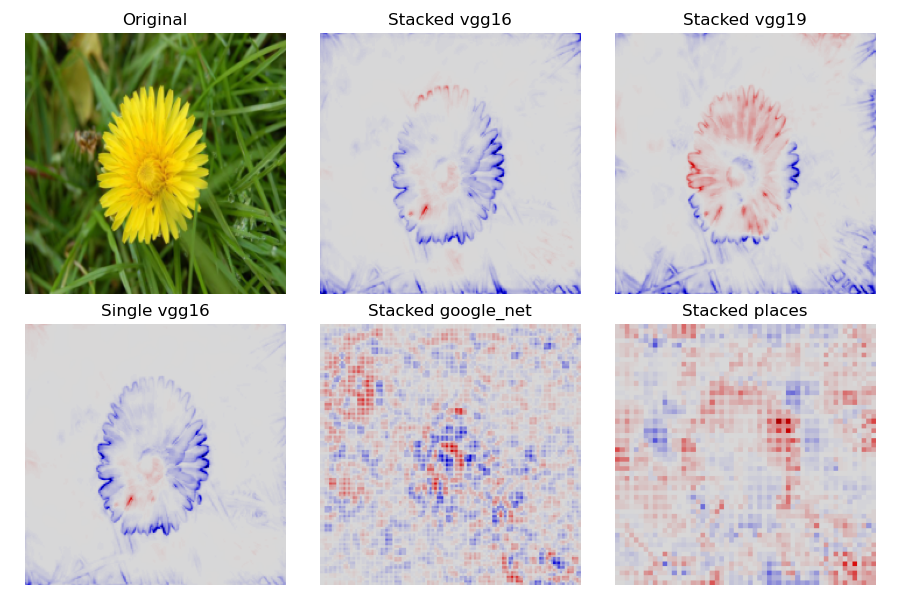 Original
Stacked vgg16
Stacked vgg19
Single vgg16
Stacked google_net
Stacked places